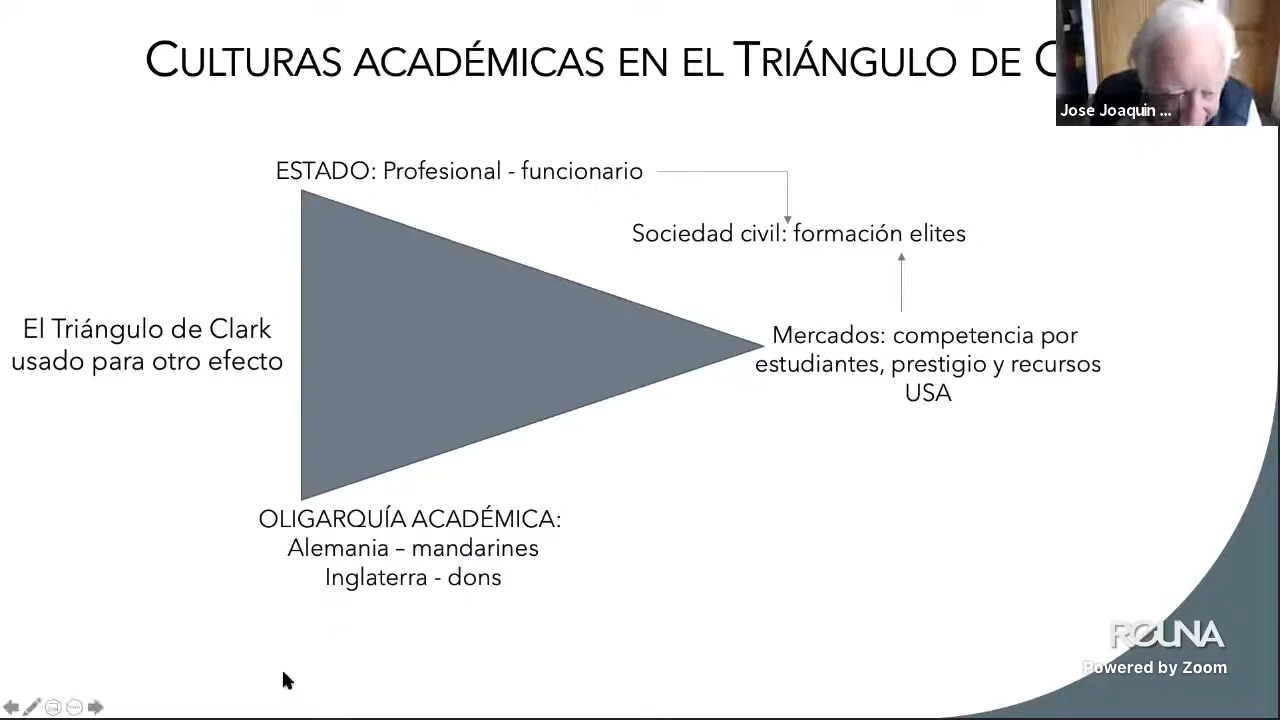 CULTURAS ACADÉMICAS EN EL TRIÁNGULO DE C
Jose Joaquin ...
ESTADO: Profesional - funcionario
Sociedad civil: formación elites
El Triángulo de Clark
usado para otro efecto
Mercados: competencia por
estudiantes, prestigio y recursos
USA
OLIGARQUÍA ACADÉMICA:
Alemania – mandarines
Inglaterra - dons
Powered by Zoom